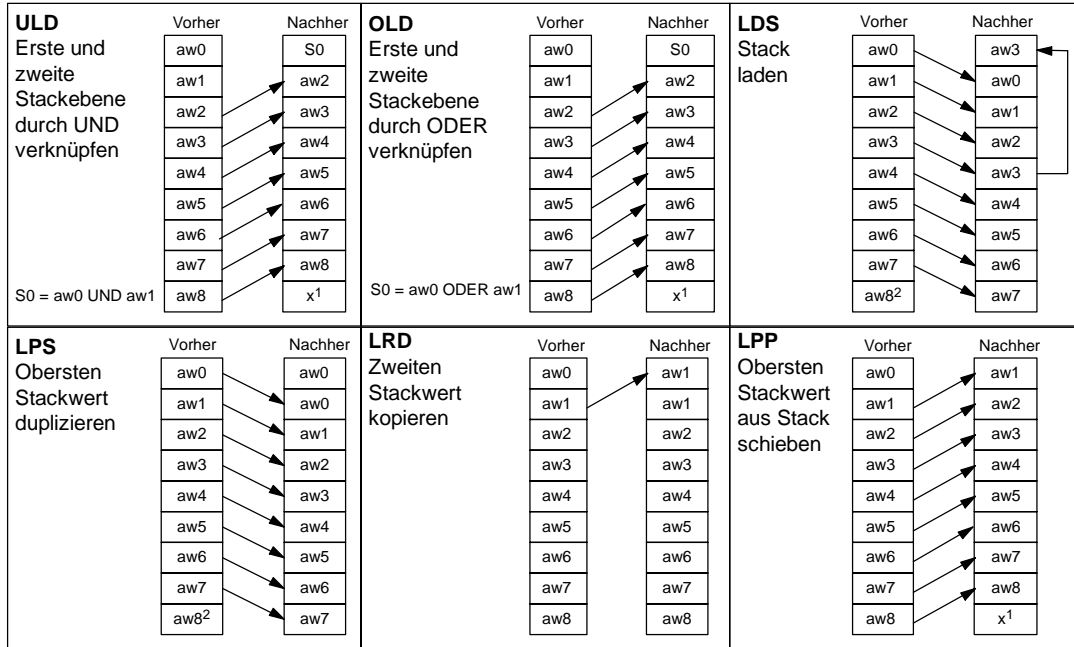 ULD
Erste und
zweite
Stackebene
durch UND
verknüpfen
S0 = aw0 UND aw1
Vorher Nachher
aw0 S0
aw1 aw2
aw2 aw3
aw3 aw4
aw4 aw5
aw5 aw6
aw6 aw7
aw7 aw8
aw8 x1
OLD
Erste und
zweite
Stackebene
durch ODER
verknüpfen
S0 = aw0 ODER aw1
Vorher Nachher
aw0 S0
aw1 aw2
aw2 aw3
aw3 aw4
aw4 aw5
aw5 aw6
aw6 aw7
aw7 aw8
aw8 x1
LDS
Stack
laden
Vorher Nachher
aw0 aw3
aw1 aw0
aw2 aw1
aw3 aw2
aw4 aw3
aw5 aw4
aw6 aw5
aw7 aw6
aw82 aw7
LPS
Obersten
Stackwert
duplizieren
Vorher Nachher
aw0 aw0
aw1 aw0
aw2 aw1
aw3 aw2
aw4 aw3
aw5 aw4
aw6 aw5
aw7 aw6
aw82 aw7
LRD
Zweiten
Stackwert
kopieren
Vorher Nachher
aw0 aw1
aw1 aw1
aw2 aw2
aw3 aw3
aw4 aw4
aw5 aw5
aw6 aw6
aw7 aw7
aw8 aw8
LPP
Obersten
Stackwert
aus Stack
schieben
Vorher Nachher
aw0 aw1
aw1 aw2
aw2 aw3
aw3 aw4
aw4 aw5
aw5 aw6
aw6 aw7
aw7 aw8
aw8 x1